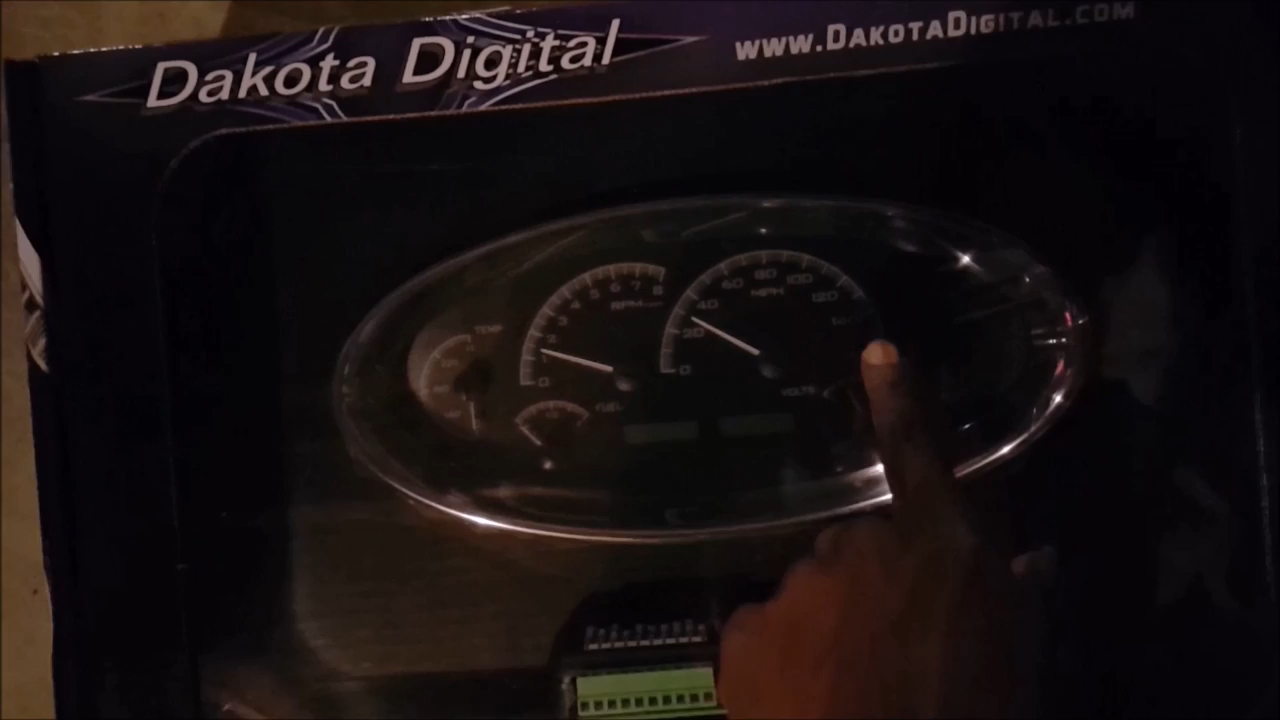 Dakota Digital
www.DakotaDigital.com
0 1 2 3 4 5 6 7 8
RPM
0 20 40 60 80 100 120
MPH
TEMP
FUEL
VOLTS